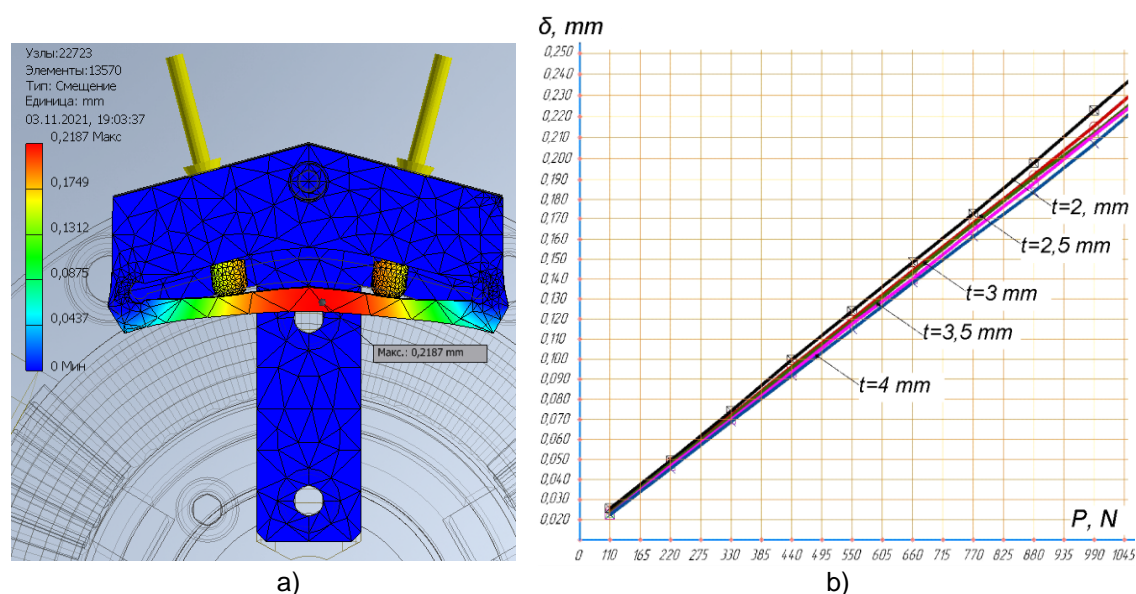 Узлы:22723
Элементы:13570
Тип: Смещение
Единица: mm
03.11.2021, 19:03:37
0,2187 Макс
0,1749
0,1312
0,0875
0,0437
0 Мин
Макс.: 0,2187 mm
a)
δ, mm
0,250
0,240
0,230
0,220
0,210
0,200
0,190
0,180
0,170
0,160
0,150
0,140
0,130
0,120
0,110
0,100
0,090
0,080
0,070
0,060
0,050
0,040
0,030
0,020
t=2, mm
t=2,5 mm
t=3 mm
t=3,5 mm
t=4 mm
P, N
0 110 165 220 275 330 385 440 495 550 605 660 715 770 825 880 935 990 1045
b)